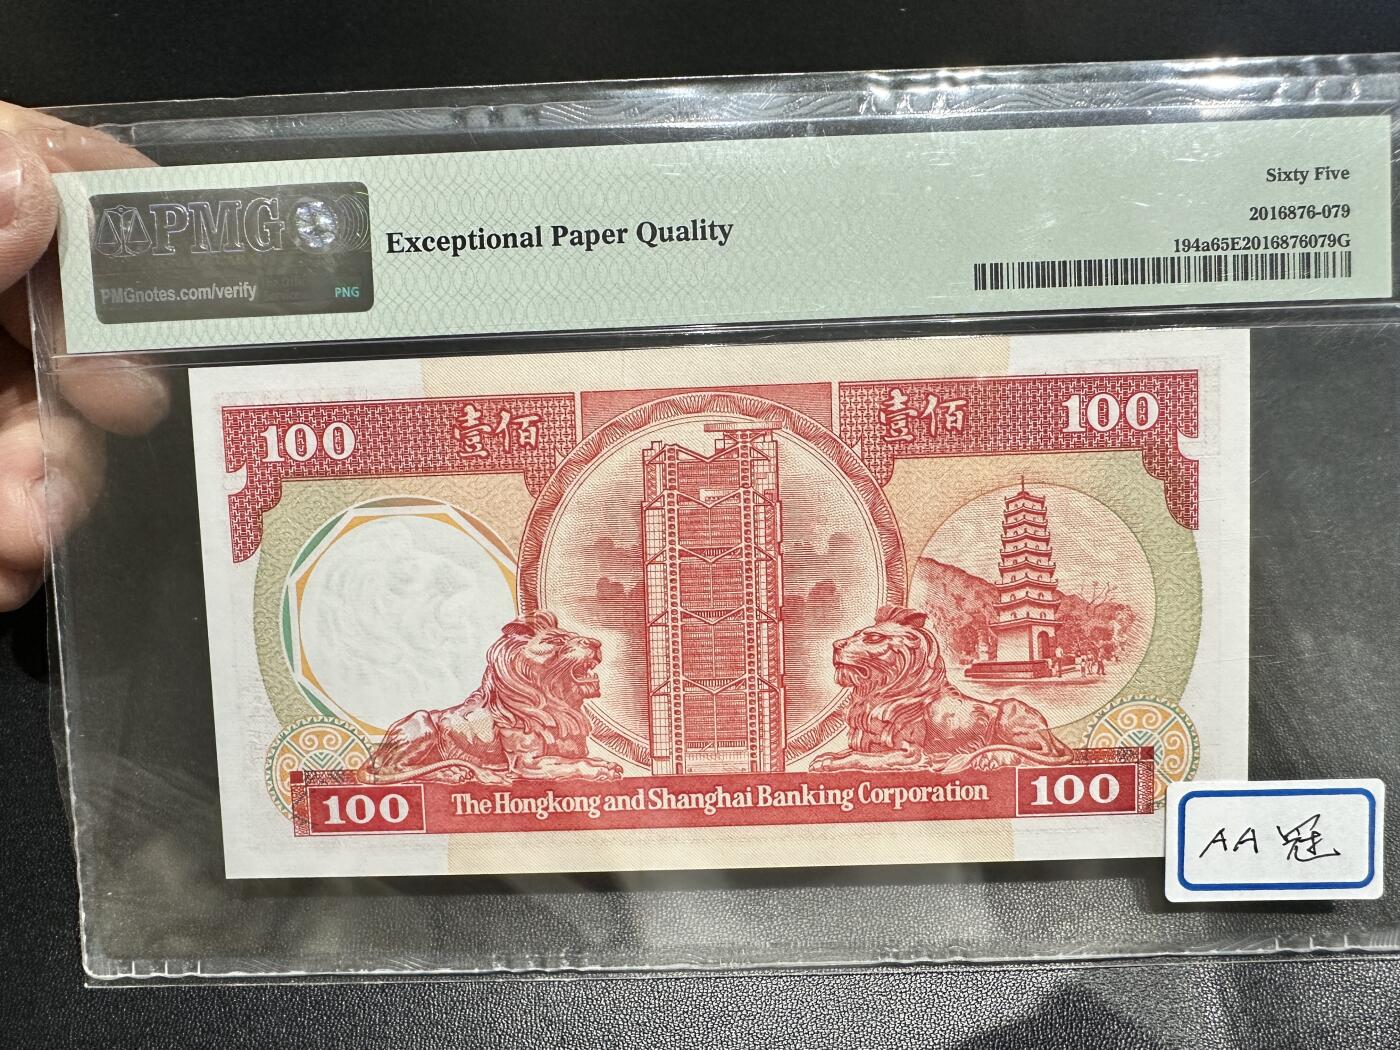 PMG
PMGnotes.com/verify
PNG
Exceptional Paper Quality
Sixty Five
2016876-079
194a65E2016876079G
100 壹佰 壹佰 100
100 The Hongkong and Shanghai Banking Corporation 100
AA 冠